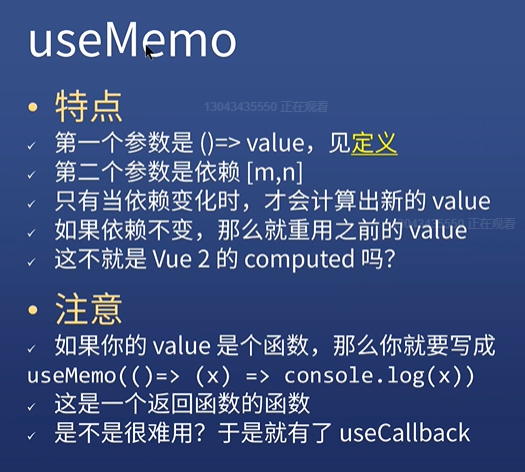 useMemo
• 特点
13043435550 正在观看
✓ 第一个参数是 ()=> value，见定义
✓ 第二个参数是依赖 [m,n]
✓ 只有当依赖变化时，才会计算出新的 value
13043435550 正在观看
✓ 如果依赖不变，那么就重用之前的 value
✓ 这不就是 Vue 2 的 computed 吗？
• 注意
✓ 如果你的 value 是个函数，那么你就要写成
useMemo(()=> (x) => console.log(x))
✓ 这是一个返回函数的函数
✓ 是不是很难用？于是就有了 useCallback